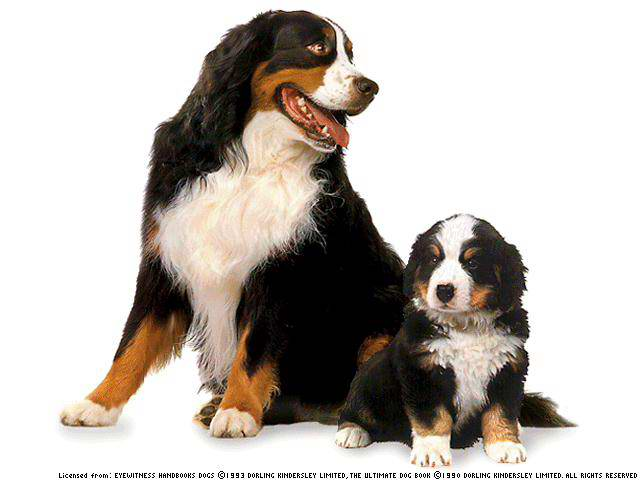 Licensed from: EYEWITNESS HANDBOOKS DOGS ©1993 DORLING KINDERSLEY LIMITED, THE ULTIMATE DOG BOOK ©1990 DORLING KINDERSLEY LIMITED. ALL RIGHTS RESERVED